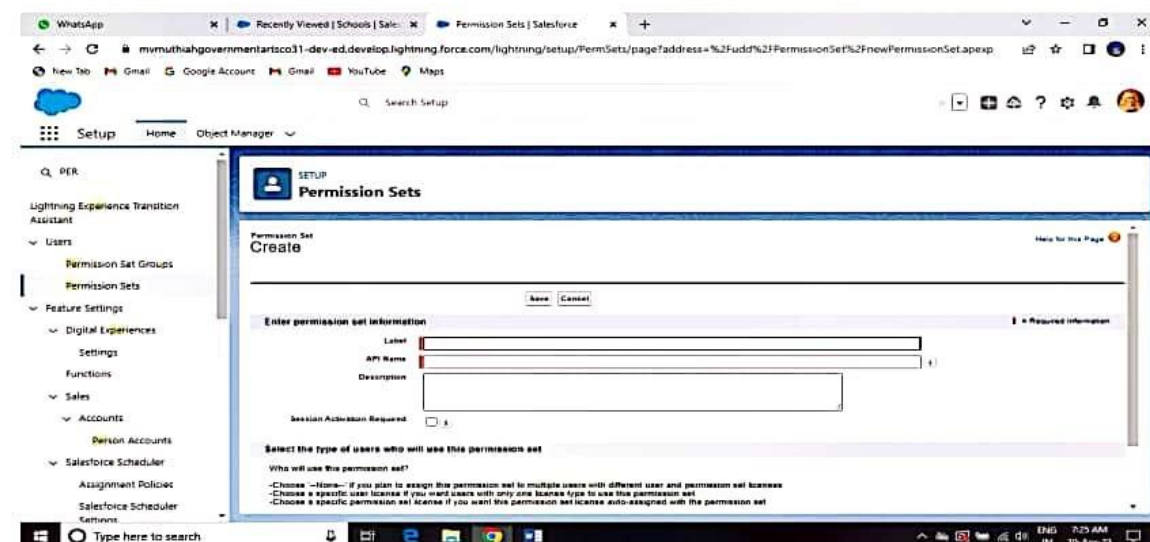 WhatsApp
Recently Viewed | Schools | Sale
Permission Sets | Salesforce
mvmuthiahgovernmentartsco31-dev-ed.develop.lightning.force.com/lightning/setup/PermSets/page?address=%2Fudd%2FPermissionSet%2FnewPermissionSet.apexp
New Tab Gmail Google Account Gmail YouTube Maps
Search Setup
Setup Home Object Manager
PER
Lightning Experience Transition
Assistant
Users
Permission Set Groups
Permission Sets
Feature Settings
Digital Experiences
Settings
Functions
Sales
Accounts
Person Accounts
Salesforce Scheduler
Assignment Policies
Salesforce Scheduler
Settings
SETUP
Permission Sets
Permission Set
Create
Help for this Page
Save Cancel
Enter permission set information
= Required Information
Label
API Name
Description
Session Activation Required
Select the type of users who will use this permission set
Who will use this permission set?
-Choose '--None--' if you plan to assign this permission set to multiple users with different user and permission set licenses
-Choose a specific user license if you want users with only one license type to use this permission set
-Choose a specific permission set license if you want this permission set license auto-assigned with the permission set
Type here to search
ENG 7:25 AM
IN